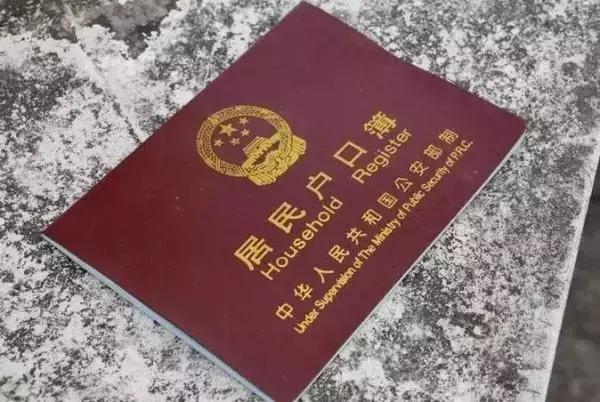 居民户口簿
Household Register
中华人民共和国公安部制
Under Supervision of The Ministry of Public Security of P.R.C.